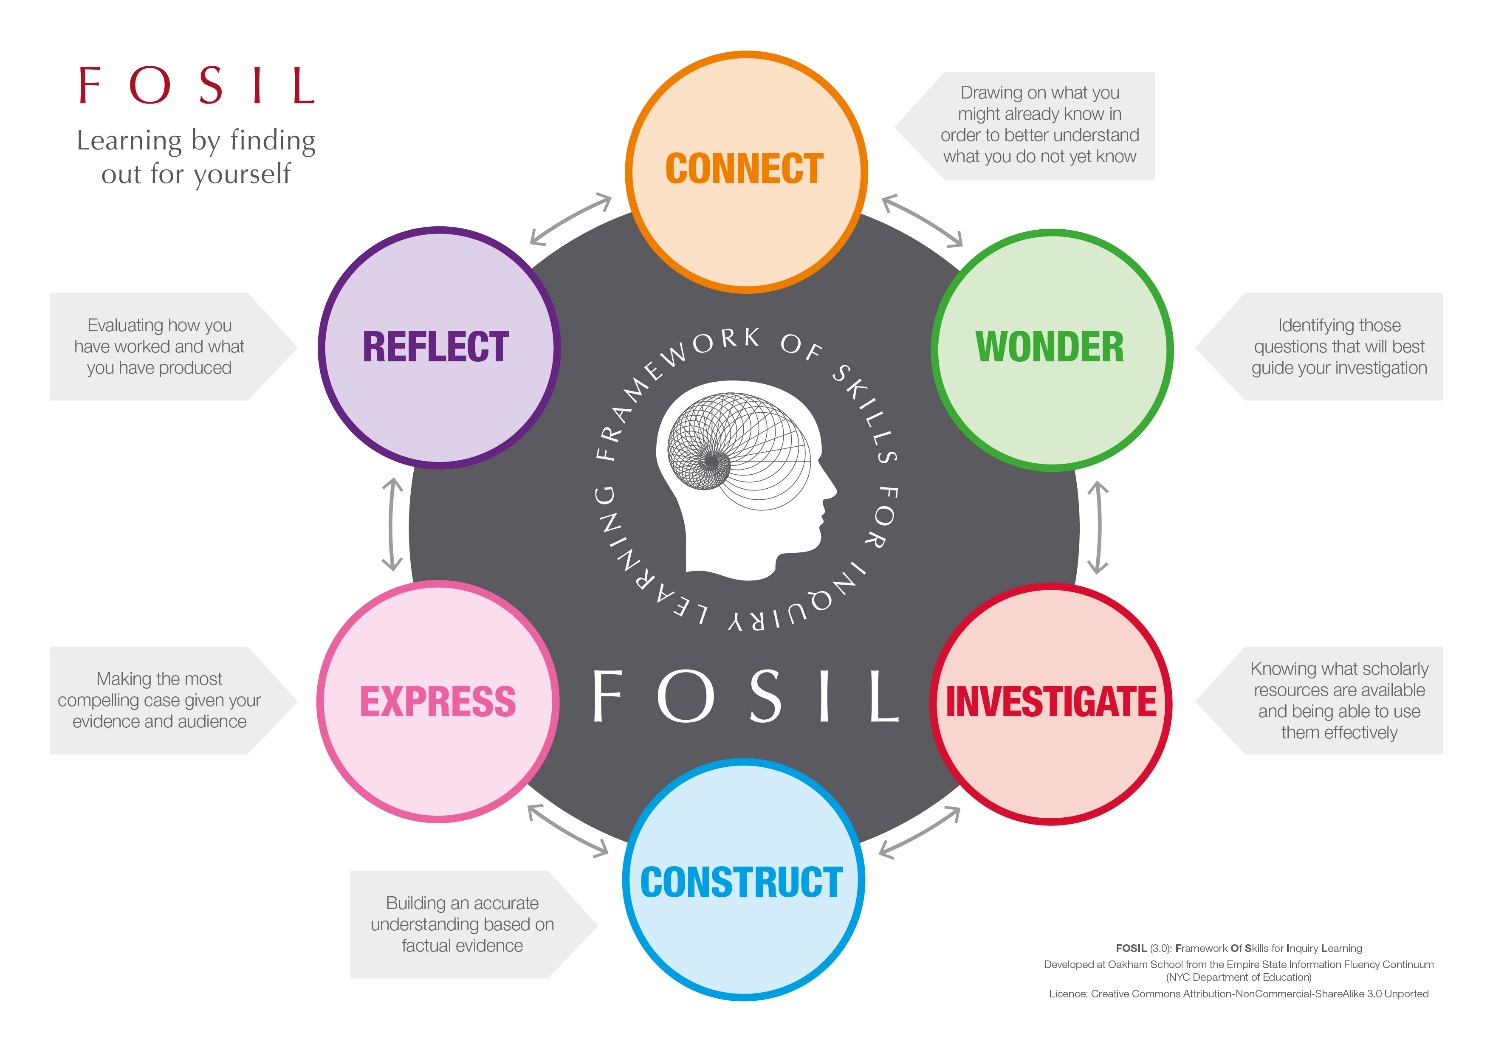 FOSIL
Learning by finding
out for yourself
CONNECT
Drawing on what you
might already know in
order to better understand
what you do not yet know
WONDER
Identifying those
questions that will best
guide your investigation
INVESTIGATE
Knowing what scholarly
resources are available
and being able to use
them effectively
CONSTRUCT
Building an accurate
understanding based on
factual evidence
EXPRESS
Making the most
compelling case given your
evidence and audience
REFLECT
Evaluating how you
have worked and what
you have produced
FRAMEWORK OF SKILLS FOR INQUIRY LEARNING
FOSIL
FOSIL (3.0): Framework Of Skills for Inquiry Learning
Developed at Oakham School from the Empire State Information Fluency Continuum
(NYC Department of Education)
Licence: Creative Commons Attribution-NonCommercial-ShareAlike 3.0 Unported